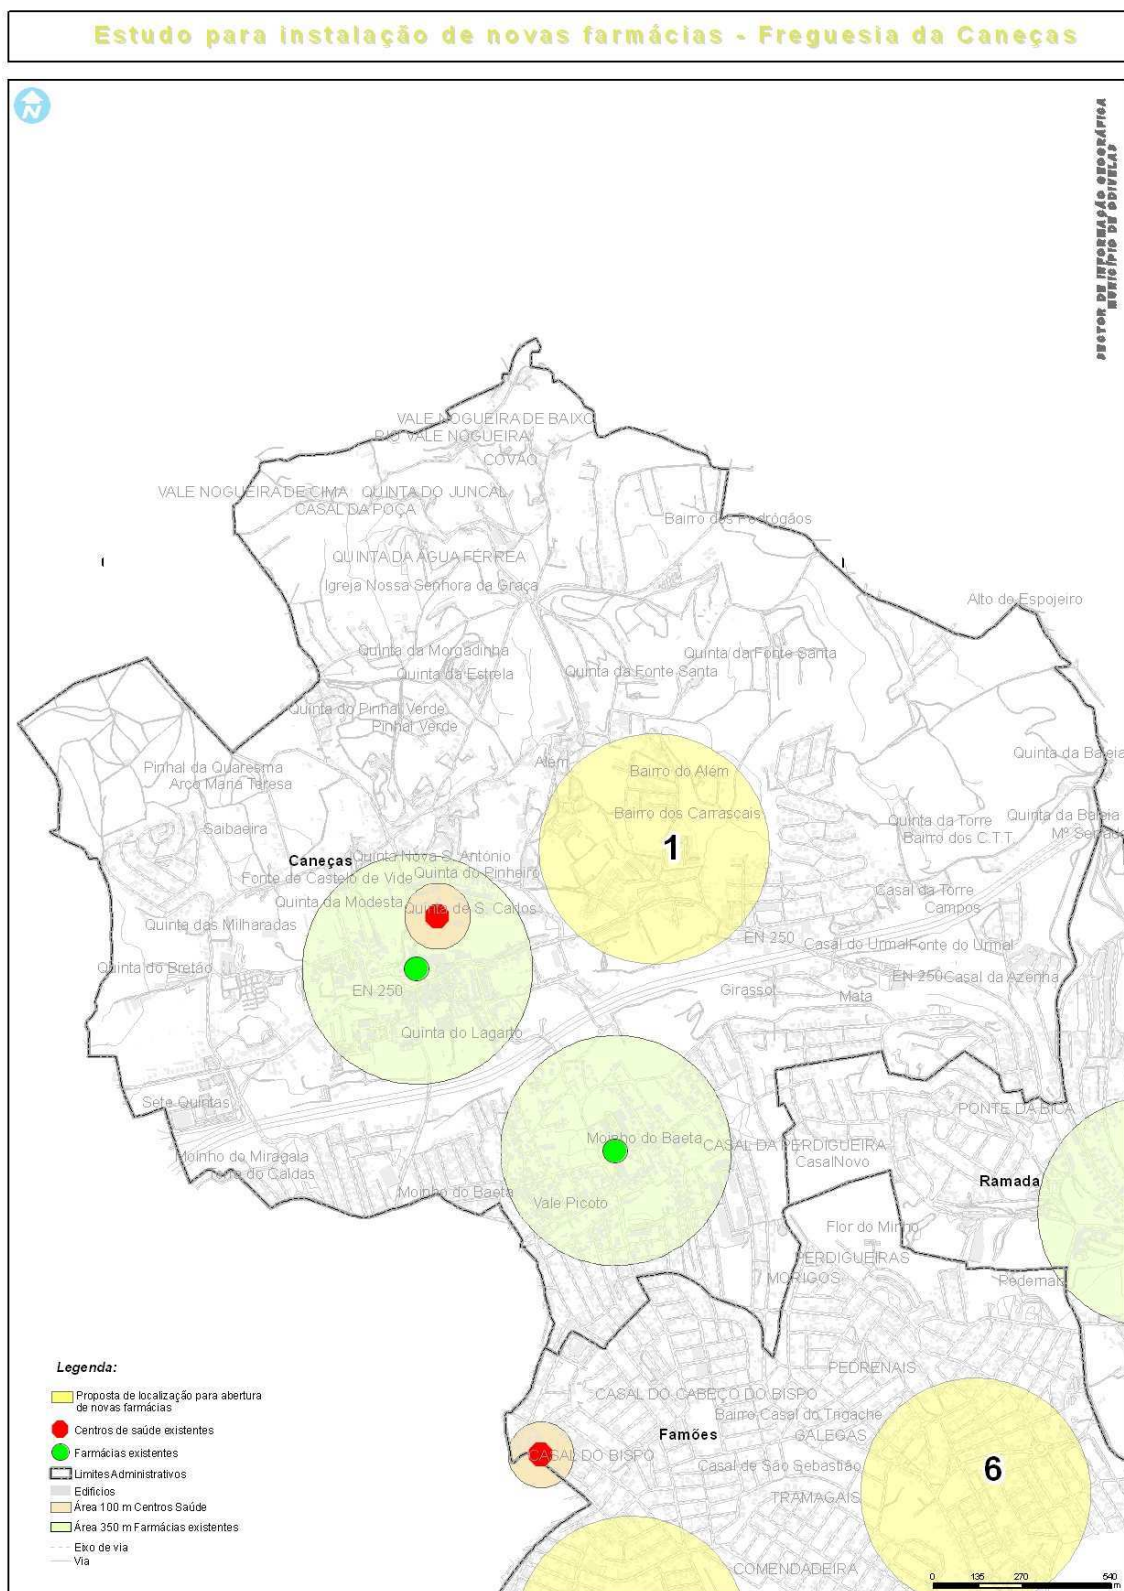 Estudo para instalação de novas farmácias - Freguesia da Caneças
N
SECTOR DE INFORMAÇÃO GEOGRÁFICA
MUNICÍPIO DE ODIVELAS
VALE NOGUEIRA DE BAIXO
RIO VALE NOGUEIRA
COVÃO
VALE NOGUEIRA DE CIMA
QUINTA DO JUNCAL
CASAL DA POÇA
Bairro dos Pedrógãos
QUINTA DA ÁGUA FÉRREA
Igreja Nossa Senhora da Graça
Alto do Espojeiro
Quinta da Morgadinha
Quinta da Fonte Santa
Quinta da Estrela
Quinta da Fonte Santa
Quinta do Pinhal Verde
Pinhal Verde
Quinta da Baleia
Pinhal da Quaresma
Além
Bairro do Além
Arco Maria Teresa
Bairro dos Carrascais
Quinta da Torre
Quinta da Baleia
Saibaeira
Bairro dos C.T.T.
1
Caneças
Quinta Nova S. António
Fonte de Castelo de Vide
Quinta do Pinheiro
Casal da Torre
Quinta da Modesta
Quinta de S. Carlos
Campos
Quinta das Milharadas
EN 250
Casal do Urmal
Fonte do Urmal
Quinta do Bretão
EN 250
EN 250
Casal da Azenha
Girassol
Mata
Quinta do Lagarto
Sete Quintas
PONTE DA BICA
Moinho do Baeta
CASAL DA PERDIGUEIRA
Moinho do Miragaia
CasalNovo
Ramada
Moinho do Baeta
Vale Picoto
Flor do Minho
PERDIGUEIRAS
MORIGOS
Pedernais
PEDRENAIS
CASAL DO CABEÇO DO BISPO
Bairro Casal do Trigache
Famões
GALEGAS
CASAL DO BISPO
Casal de São Sebastião
6
TRAMAGAIS
COMENDADEIRA
Legenda:
Proposta de localização para abertura
de novas farmácias
Centros de saúde existentes
Farmácias existentes
Limites Administrativos
Edificios
Área 100 m Centros Saúde
Área 350 m Farmácias existentes
Eixo de via
Via
0 135 270 540
m